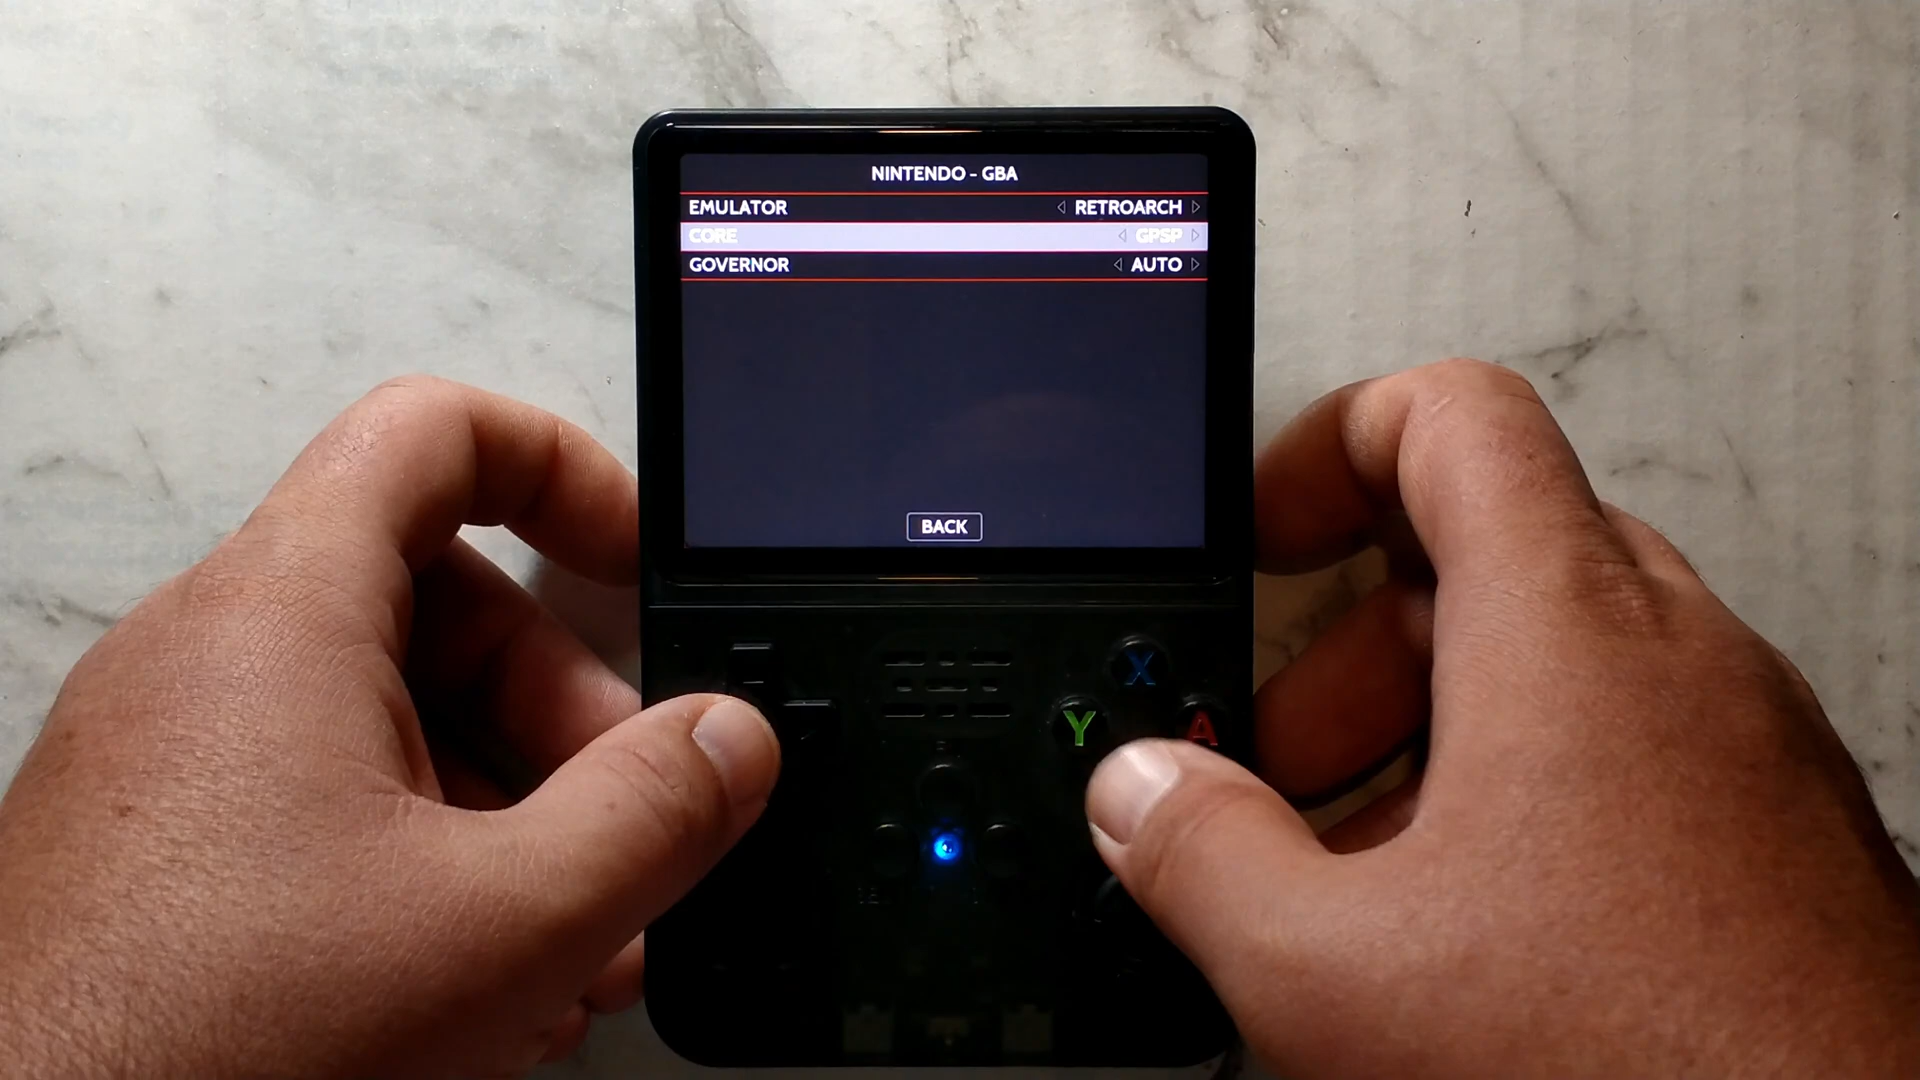 NINTENDO - GBA
EMULATOR RETROARCH
CORE GPSP
GOVERNOR AUTO
BACK
X
Y A